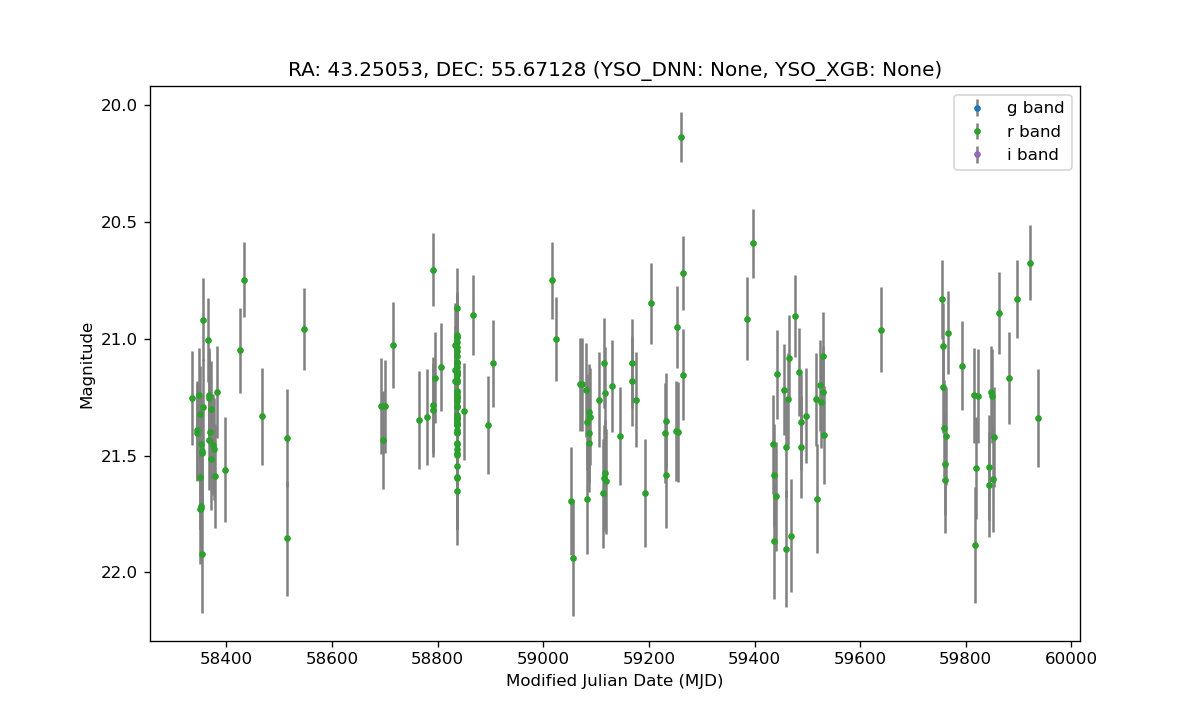 RA: 43.25053, DEC: 55.67128 (YSO_DNN: None, YSO_XGB: None)
g band
r band
i band
Magnitude
20.0
20.5
21.0
21.5
22.0
58400 58600 58800 59000 59200 59400 59600 59800 60000
Modified Julian Date (MJD)